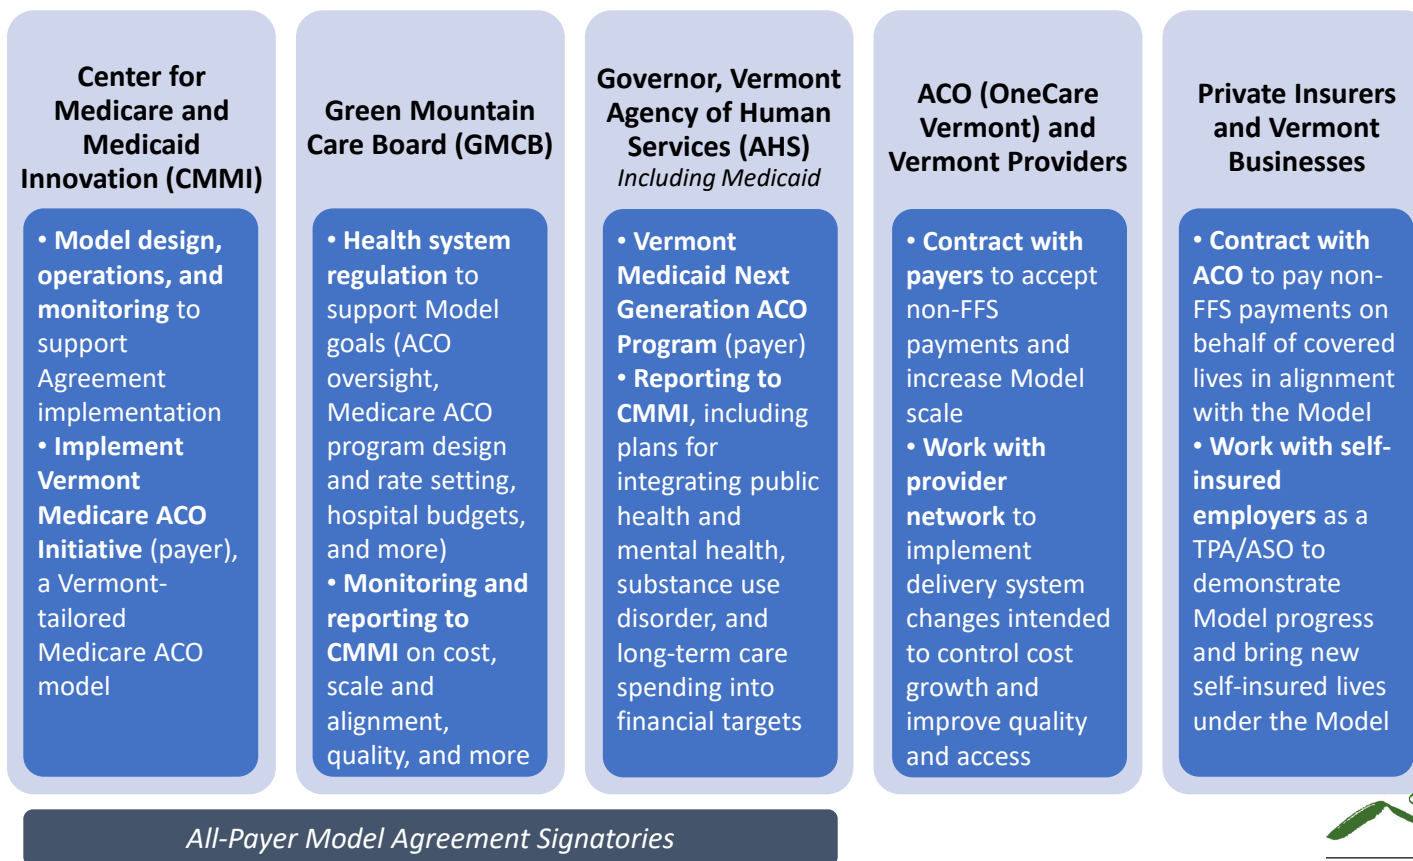 Center for
Medicare and
Medicaid
Innovation (CMMI)
• Model design,
operations, and
monitoring to
support
Agreement
implementation
• Implement
Vermont
Medicare ACO
Initiative (payer),
a Vermont-
tailored
Medicare ACO
model
Green Mountain
Care Board (GMCB)
• Health system
regulation to
support Model
goals (ACO
oversight,
Medicare ACO
program design
and rate setting,
hospital budgets,
and more)
• Monitoring and
reporting to
CMMI on cost,
scale and
alignment,
quality, and more
Governor, Vermont
Agency of Human
Services (AHS)
Including Medicaid
• Vermont
Medicaid Next
Generation ACO
Program (payer)
• Reporting to
CMMI, including
plans for
integrating public
health and
mental health,
substance use
disorder, and
long-term care
spending into
financial targets
ACO (OneCare
Vermont) and
Vermont Providers
• Contract with
payers to accept
non-FFS
payments and
increase Model
scale
• Work with
provider
network to
implement
delivery system
changes intended
to control cost
growth and
improve quality
and access
Private Insurers
and Vermont
Businesses
• Contract with
ACO to pay non-
FFS payments on
behalf of covered
lives in alignment
with the Model
• Work with self-
insured
employers as a
TPA/ASO to
demonstrate
Model progress
and bring new
self-insured lives
under the Model
All-Payer Model Agreement Signatories